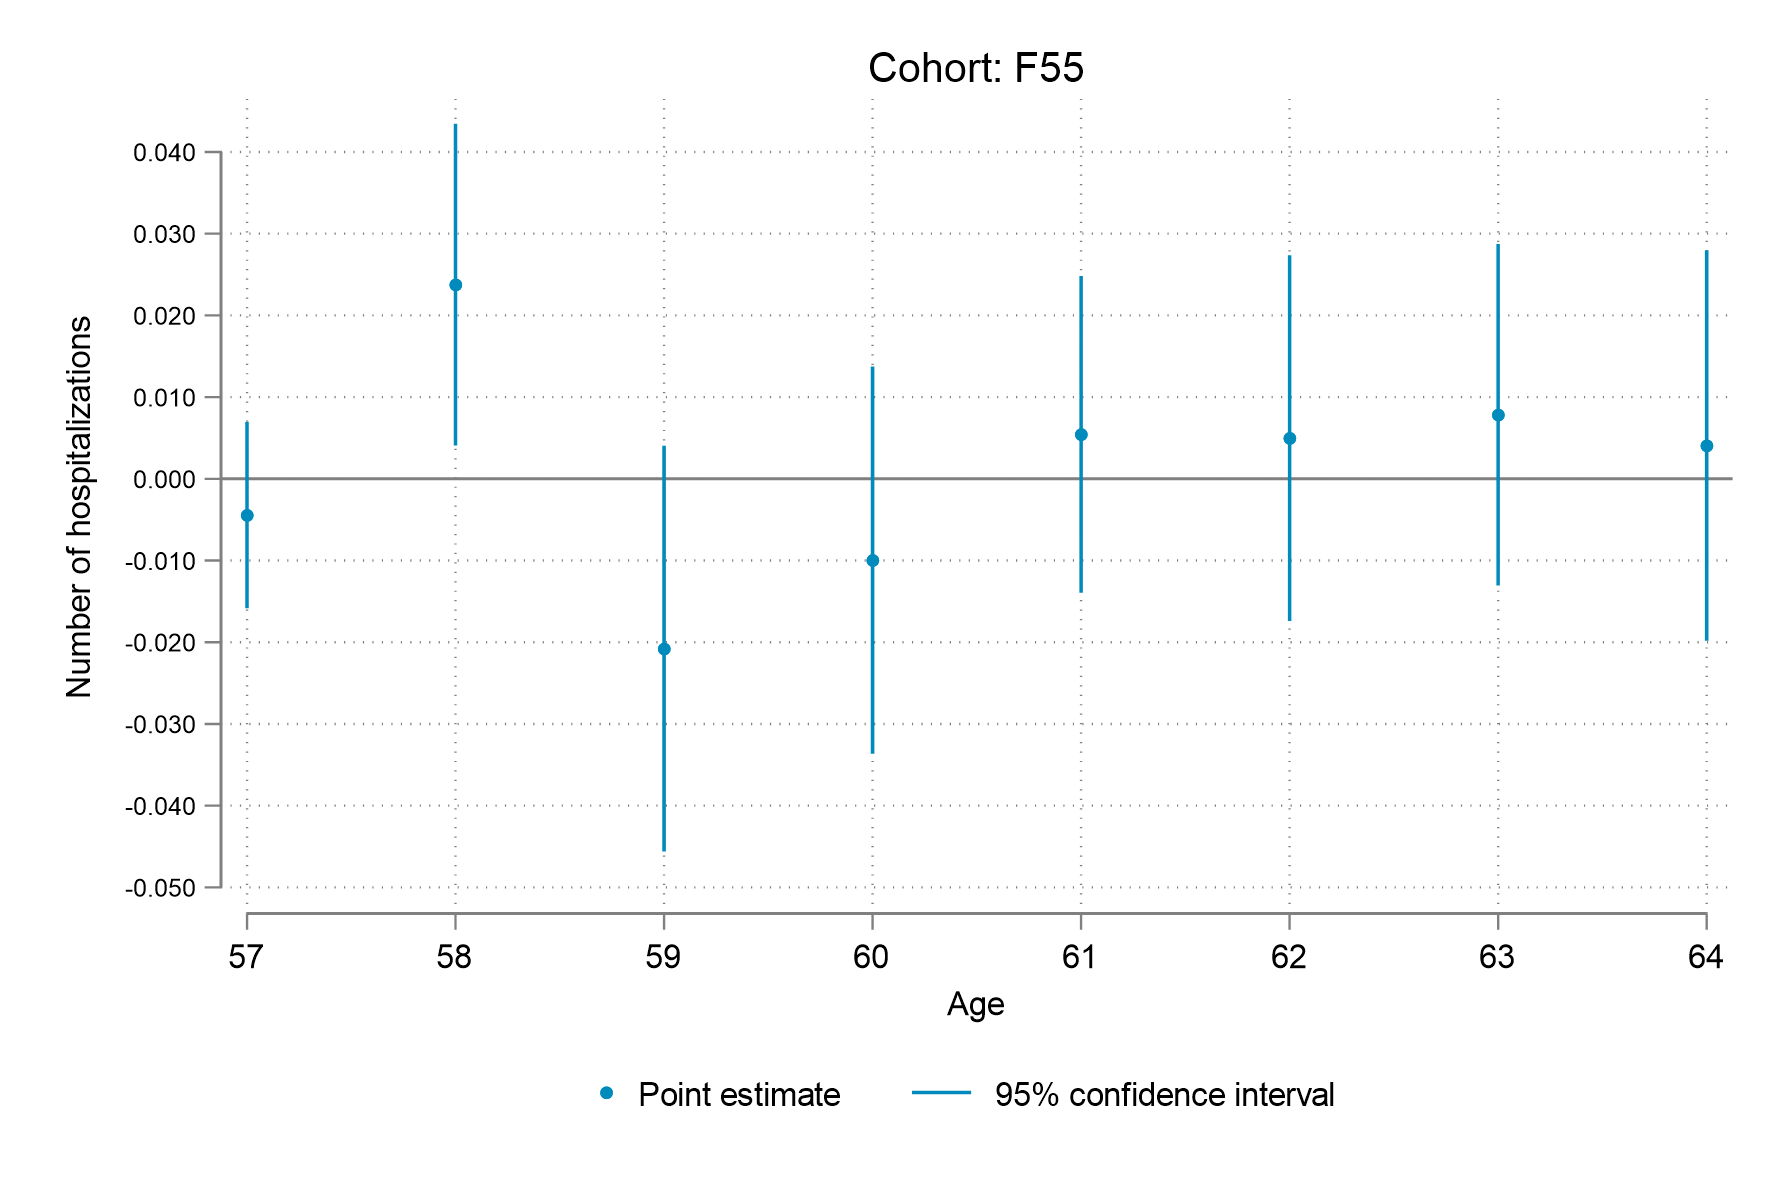 Cohort: F55
Number of hospitalizations
0.040
0.030
0.020
0.010
0.000
-0.010
-0.020
-0.030
-0.040
-0.050
57 58 59 60 61 62 63 64
Age
Point estimate 95% confidence interval